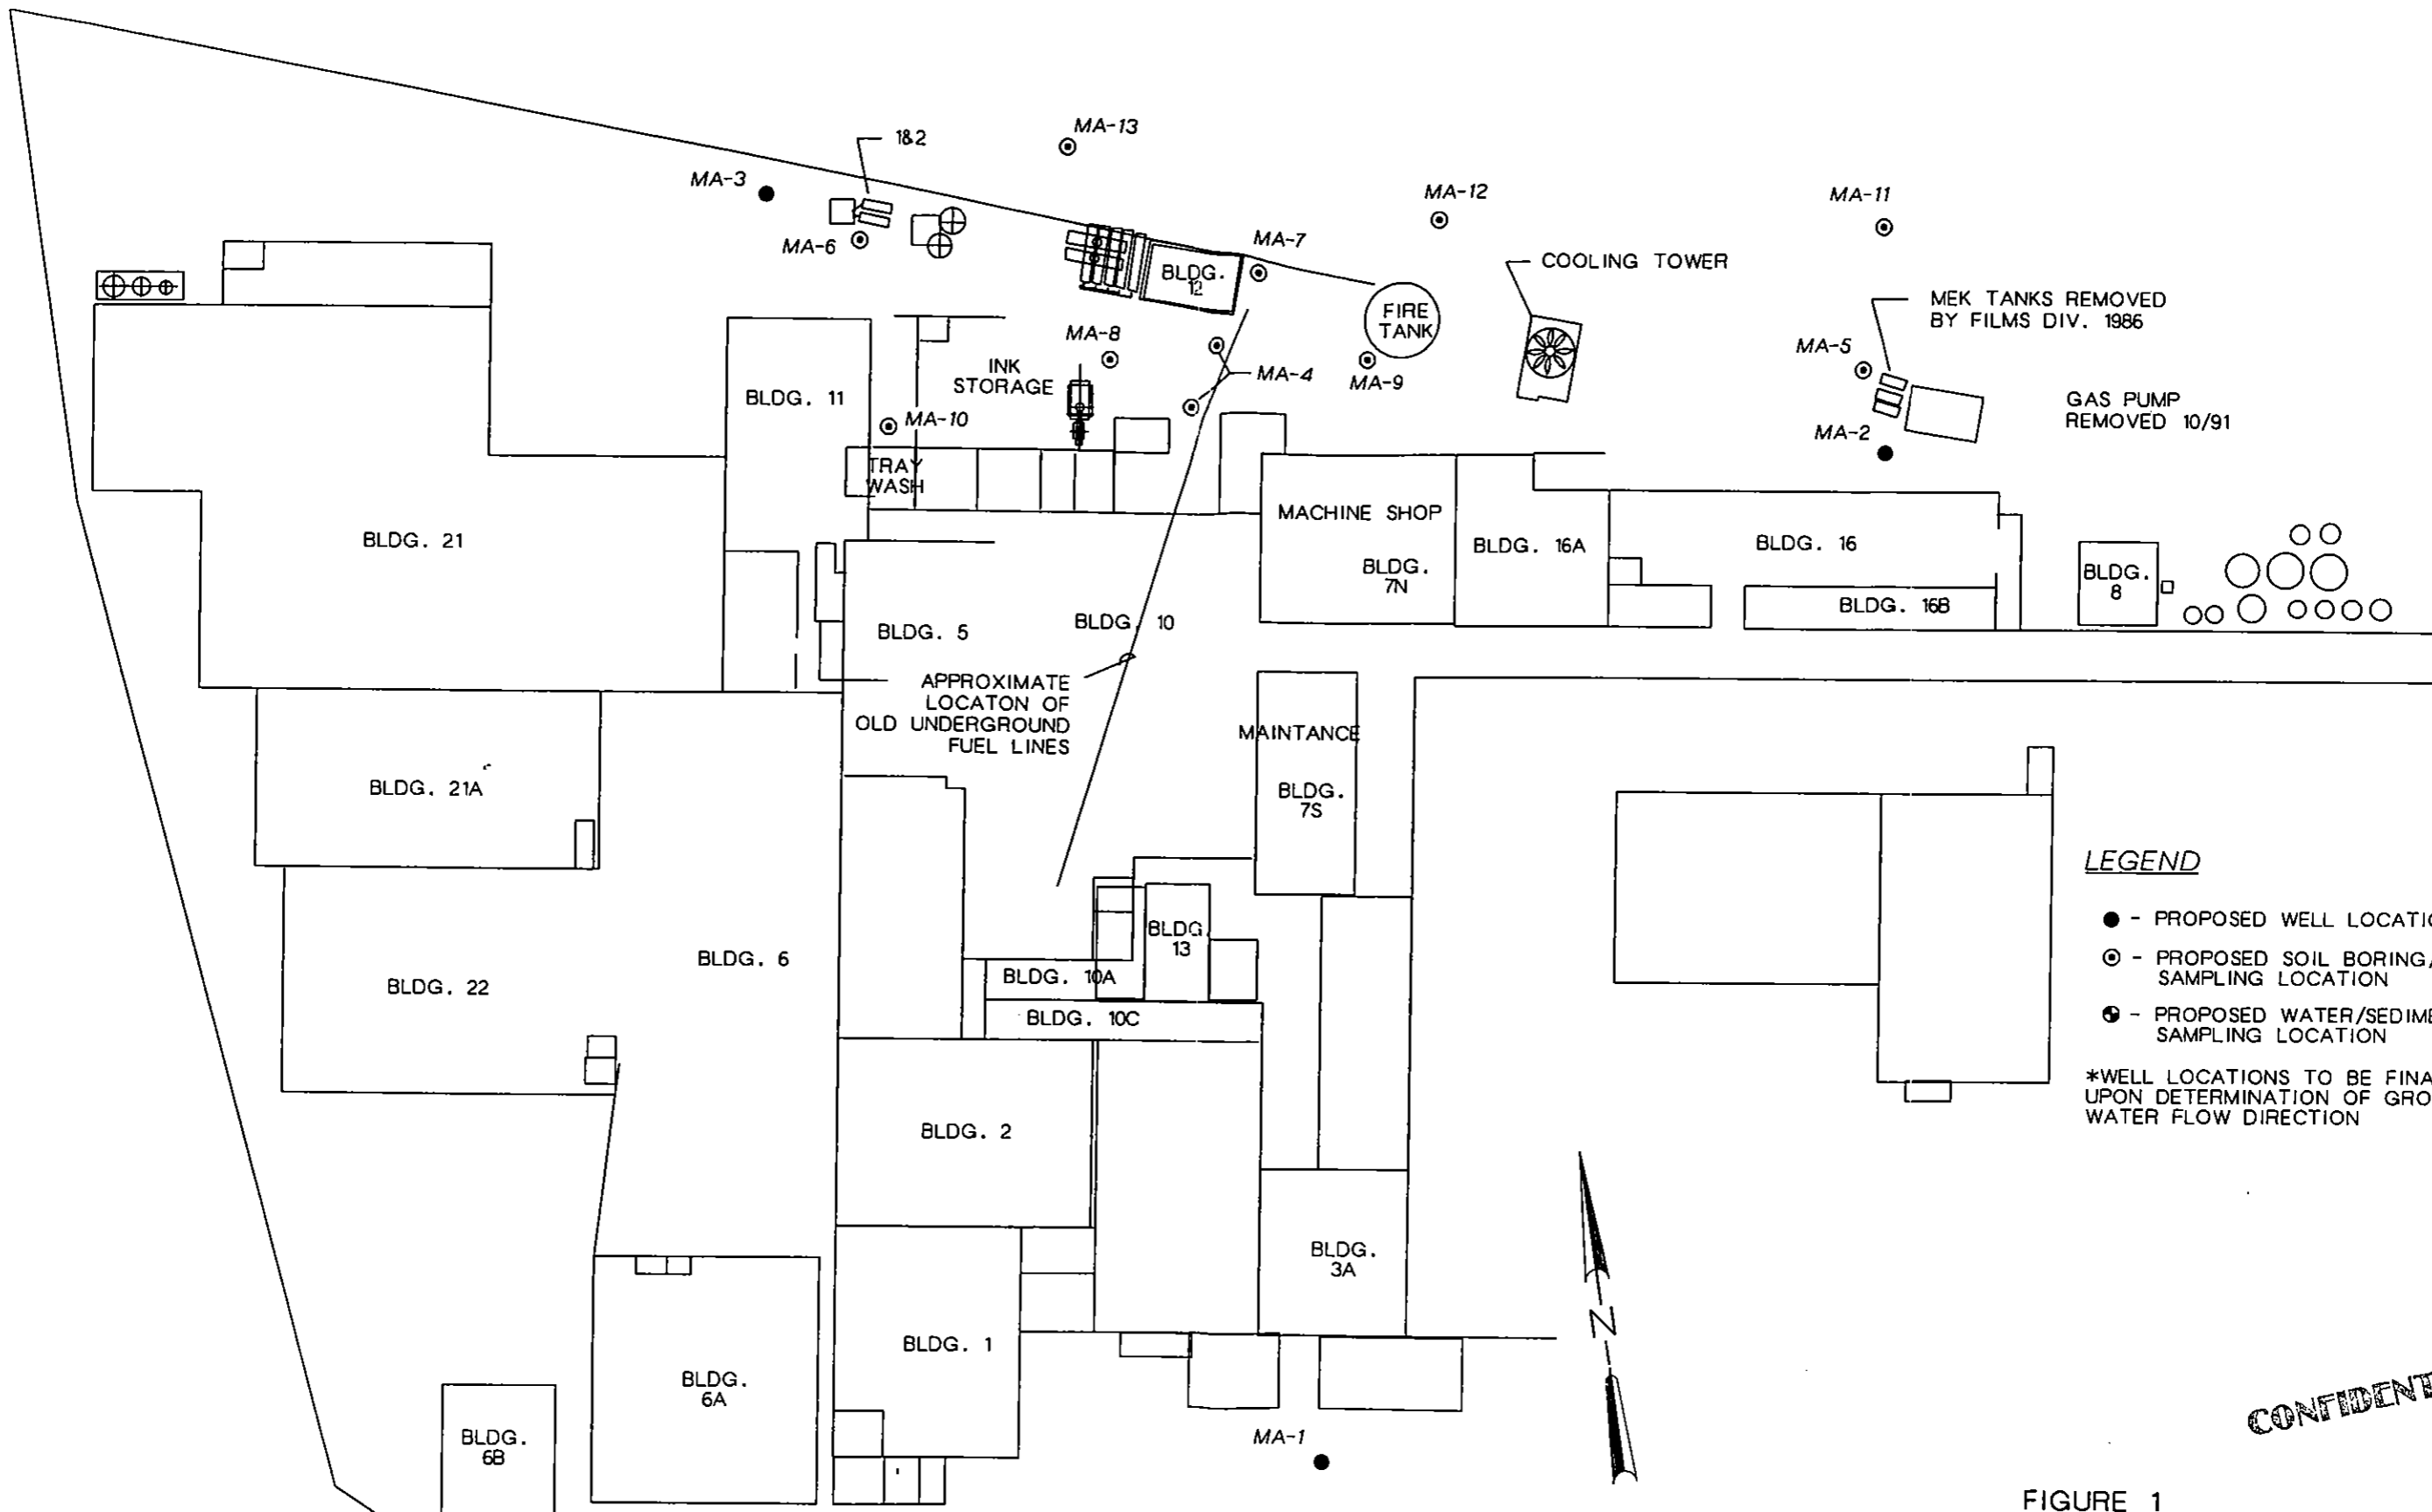 1&2
MA-13
MA-3
MA-6
MA-12
MA-11
MA-7
BLDG.
12
COOLING TOWER
MEK TANKS REMOVED
BY FILMS DIV. 1986
FIRE
TANK
MA-8
MA-4
MA-9
MA-5
INK
STORAGE
GAS PUMP
REMOVED 10/91
BLDG. 11
MA-10
MA-2
TRAY
WASH
BLDG. 21
MACHINE SHOP
BLDG.
7N
BLDG. 16A
BLDG. 16
BLDG. 16B
BLDG.
8
BLDG. 5
BLDG. 10
APPROXIMATE
LOCATON OF
OLD UNDERGROUND
FUEL LINES
MAINTANCE
BLDG.
7S
BLDG. 21A
BLDG. 22
BLDG. 6
BLDG
13
BLDG. 10A
BLDG. 10C
BLDG. 2
BLDG.
3A
BLDG. 1
BLDG.
6A
BLDG.
6B
MA-1
N
LEGEND
- PROPOSED WELL LOCATIO
- PROPOSED SOIL BORING/
SAMPLING LOCATION
- PROPOSED WATER/SEDIME
SAMPLING LOCATION
*WELL LOCATIONS TO BE FINA
UPON DETERMINATION OF GRO
WATER FLOW DIRECTION
CONFIDENT
FIGURE 1